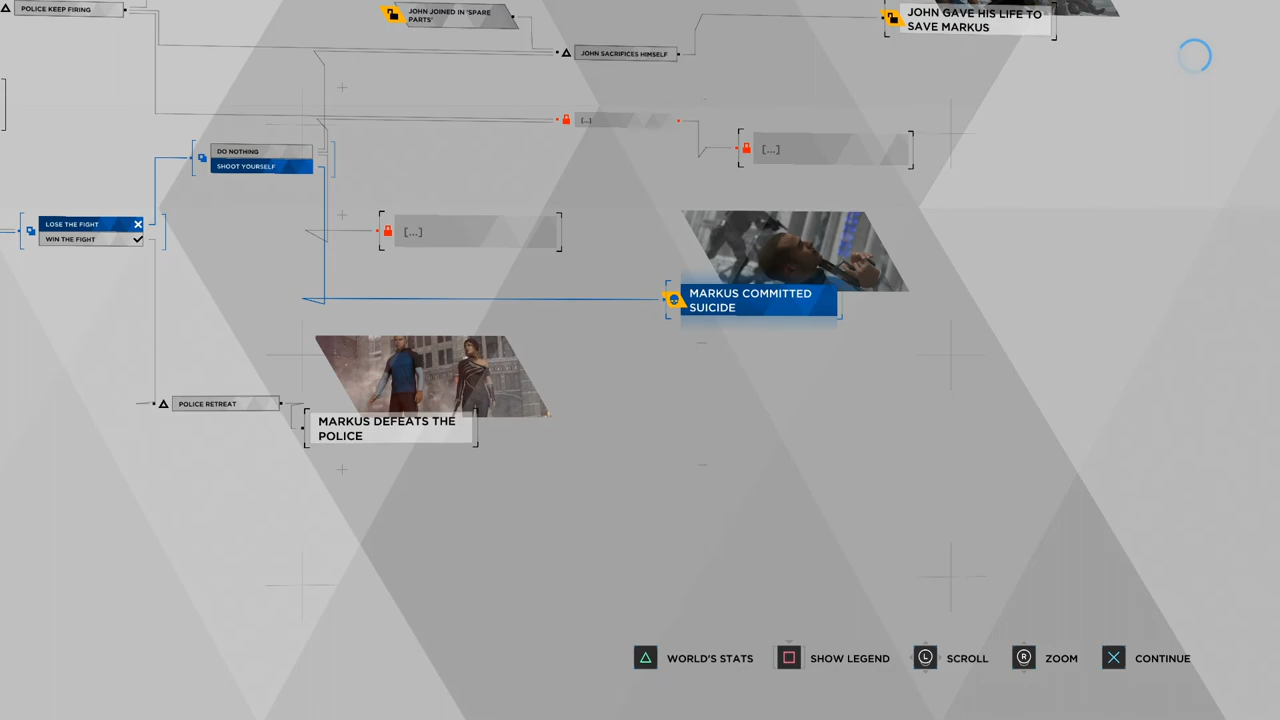 POLICE KEEP FIRING
JOHN JOINED IN 'SPARE
PARTS'
JOHN SACRIFICES HIMSELF
JOHN GAVE HIS LIFE TO
SAVE MARKUS
[...]
[...]
DO NOTHING
SHOOT YOURSELF
LOSE THE FIGHT
WIN THE FIGHT
[...]
MARKUS COMMITTED
SUICIDE
POLICE RETREAT
MARKUS DEFEATS THE
POLICE
WORLD'S STATS
SHOW LEGEND
L
SCROLL
R
ZOOM
CONTINUE